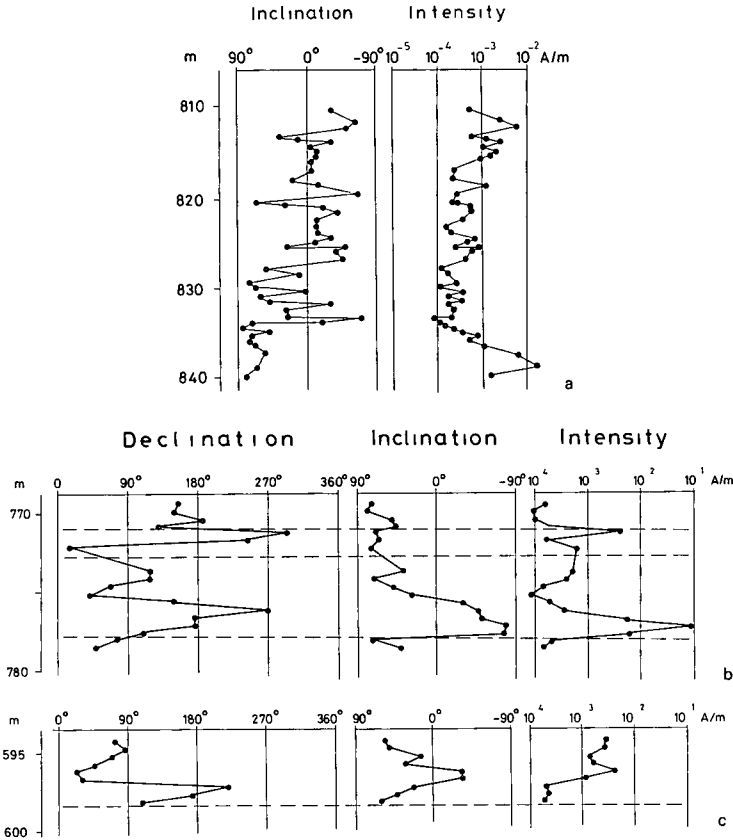 Inclination Intensity
m 90° 0° -90° 10⁻⁵ 10⁻⁴ 10⁻³ 10⁻² A/m
810
820
830
840
a
Declination Inclination Intensity
m 0° 90° 180° 270° 360° 90° 0° -90° 10⁴ 10³ 10² 10¹ A/m
770
780
b
m 0° 90° 180° 270° 360° 90° 0° -90° 10⁴ 10³ 10² 10¹ A/m
595
600
c